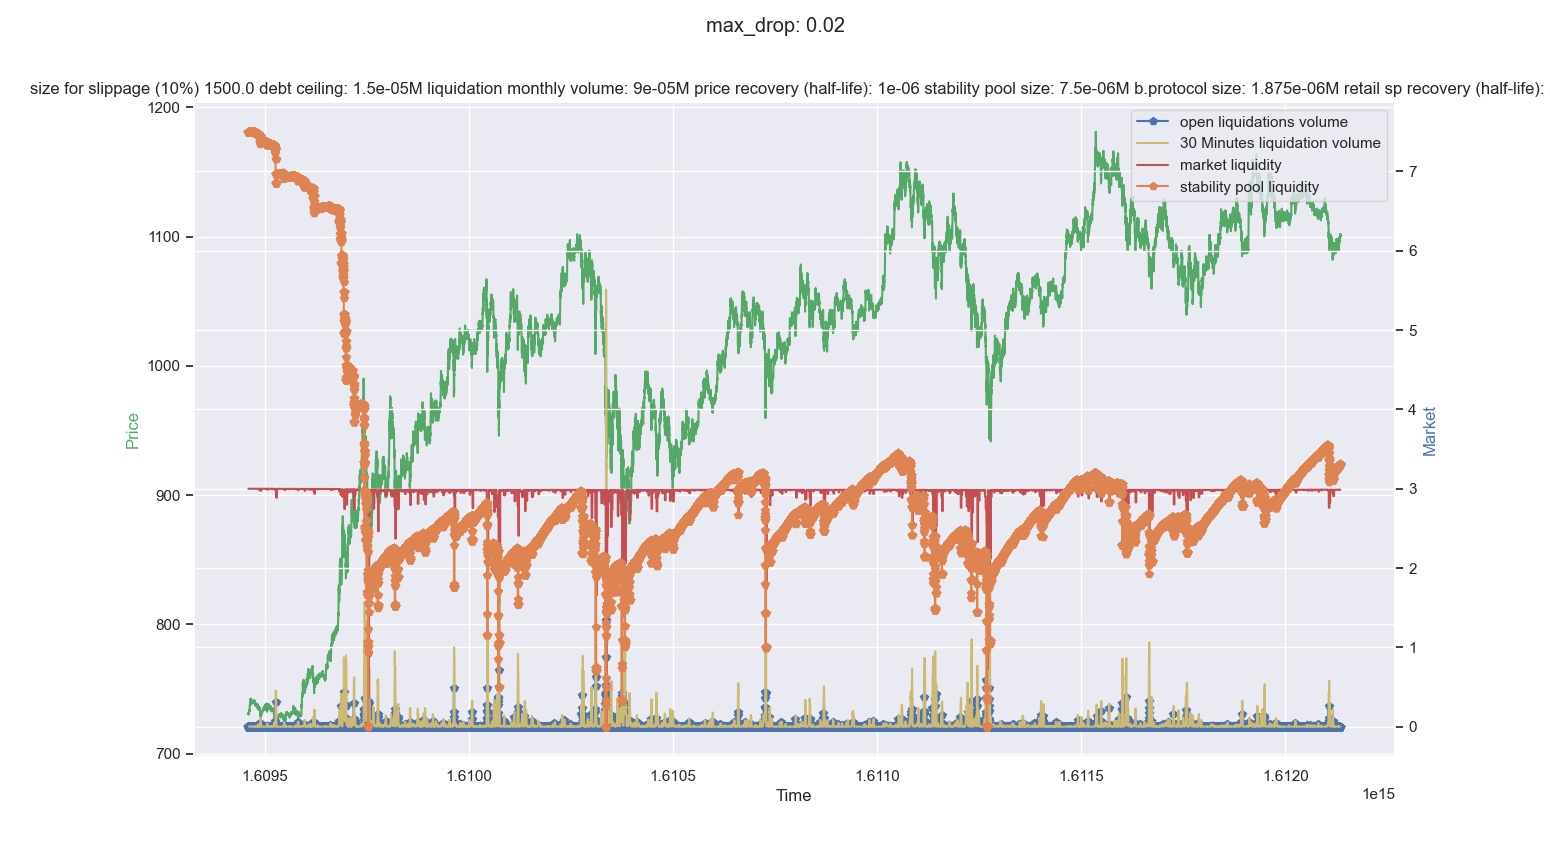 max_drop: 0.02
size for slippage (10%) 1500.0 debt ceiling: 1.5e-05M liquidation monthly volume: 9e-05M price recovery (half-life): 1e-06 stability pool size: 7.5e-06M b.protocol size: 1.875e-06M retail sp recovery (half-life):
open liquidations volume
30 Minutes liquidation volume
market liquidity
stability pool liquidity
1200
1100
1000
900
800
700
Price
7
6
5
4
3
2
1
0
Market
1.6095 1.6100 1.6105 1.6110 1.6115 1.6120
1e15
Time